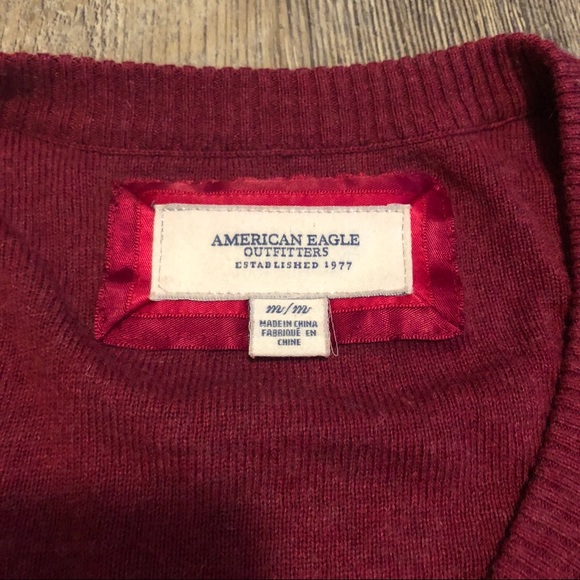 AMERICAN EAGLE
OUTFITTERS
ESTABLISHED 1977
m/m
MADE IN CHINA
FABRIQUÉ EN
CHINE